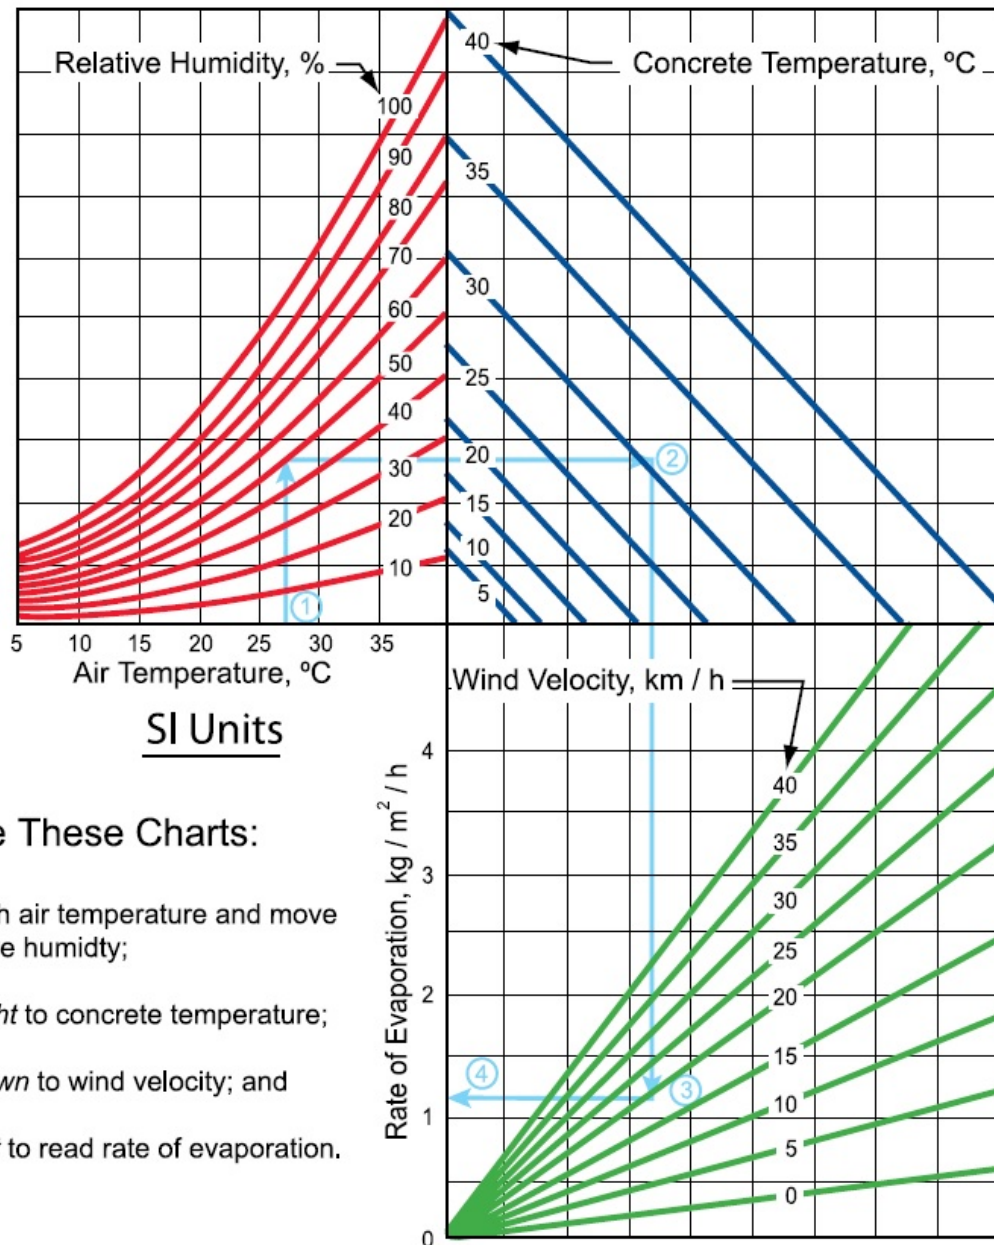 Relative Humidity, %
Concrete Temperature, ºC
100
90
80
70
60
50
40
30
20
10
40
35
30
25
20
15
10
5
①
②
5 10 15 20 25 30 35
Air Temperature, ºC
SI Units
Wind Velocity, km / h
40
35
30
25
20
15
10
5
0
③
④
4
3
2
1
0
Rate of Evaporation, kg / m² / h
e These Charts:
h air temperature and move
e humidty;
ht to concrete temperature;
wn to wind velocity; and
to read rate of evaporation.